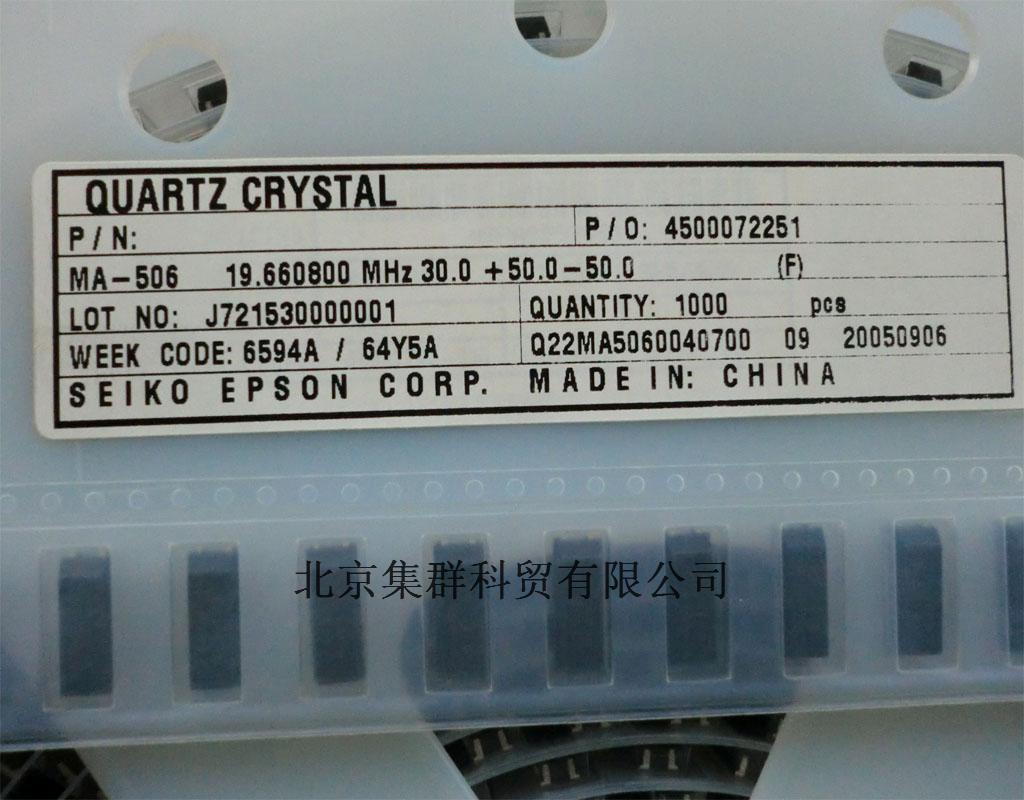 QUARTZ CRYSTAL
P/N: P/O: 4500072251
MA-506 19.660800 MHz 30.0 +50.0-50.0 (F)
LOT NO: J721530000001 QUANTITY: 1000 pcs
WEEK CODE: 6594A / 64Y5A Q22MA5060040700 09 20050906
SEIKO EPSON CORP. MADE IN: CHINA
北京集群科贸有限公司